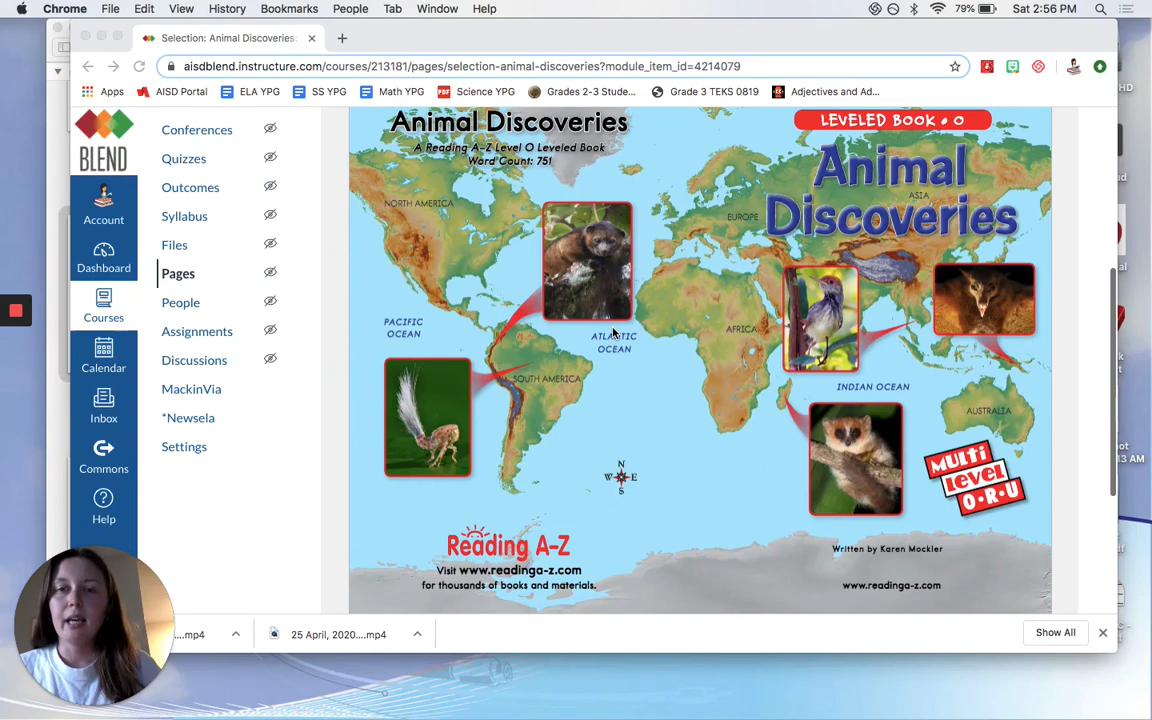 Chrome File Edit View History Bookmarks People Tab Window Help 79% Sat 2:56 PM
Selection: Animal Discoveries:
aisdblend.instructure.com/courses/213181/pages/selection-animal-discoveries?module_item_id=4214079
Apps AISD Portal ELA YPG SS YPG Math YPG Science YPG Grades 2-3 Stude... Grade 3 TEKS 0819 Adjectives and Ad...
BLEND
Account
Dashboard
Courses
Calendar
Inbox
Commons
Help
Conferences
Quizzes
Outcomes
Syllabus
Files
Pages
People
Assignments
Discussions
MackinVia
*Newsela
Settings
Animal Discoveries
A Reading A–Z Level O Leveled Book
Word Count: 751
LEVELED BOOK • O
Animal
Discoveries
NORTH AMERICA
EUROPE
ASIA
PACIFIC
OCEAN
ATLANTIC
OCEAN
AFRICA
SOUTH AMERICA
INDIAN OCEAN
AUSTRALIA
N
W E
S
MULTI
level
O•R•U
Reading A–Z
Visit www.readinga-z.com
for thousands of books and materials.
Written by Karen Mockler
www.readinga-z.com
....mp4
25 April, 2020....mp4
Show All